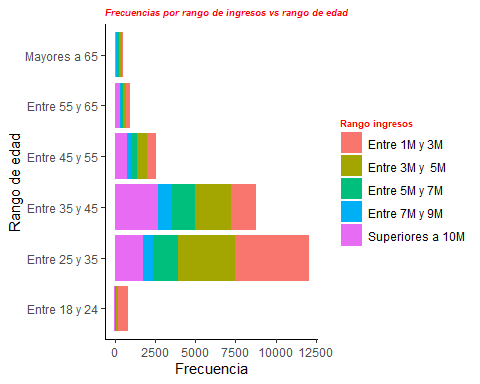 Frecuencias por rango de ingresos vs rango de edad
Mayores a 65
Entre 55 y 65
Entre 45 y 55
Entre 35 y 45
Entre 25 y 35
Entre 18 y 24
Rango de edad
0 2500 5000 7500 10000 12500
Frecuencia
Rango ingresos
Entre 1M y 3M
Entre 3M y  5M
Entre 5M y 7M
Entre 7M y 9M
Superiores a 10M